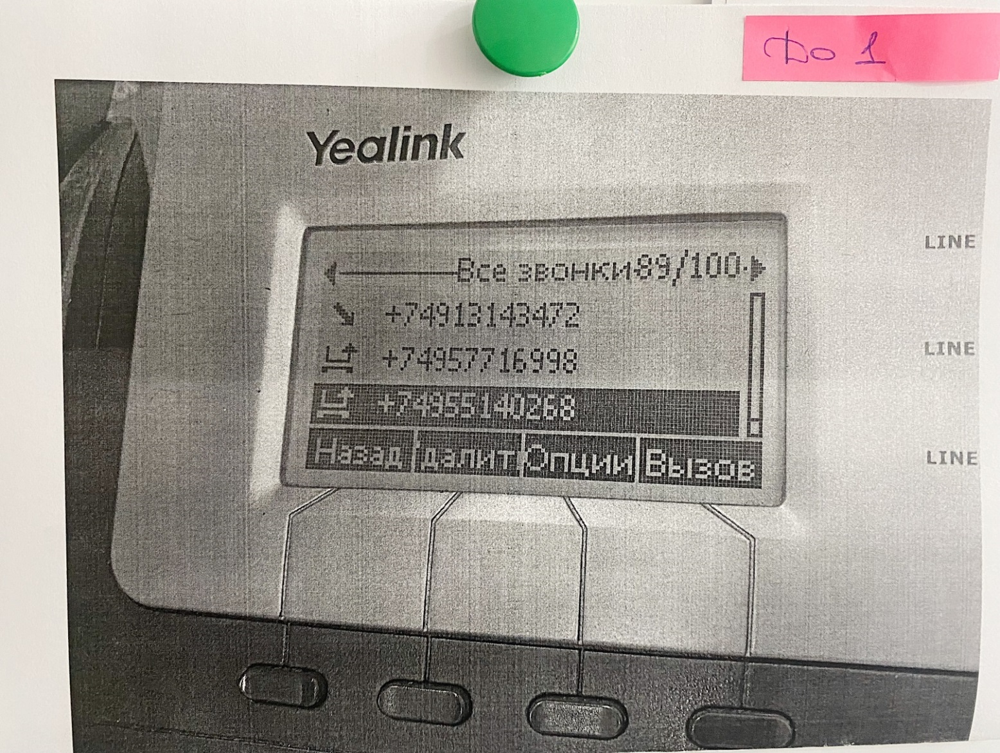 До 1
Yealink
Все звонки 89/100
+74913143472
+74957716998
+74955140268
Назад далит Опции Вызов
LINE
LINE
LINE